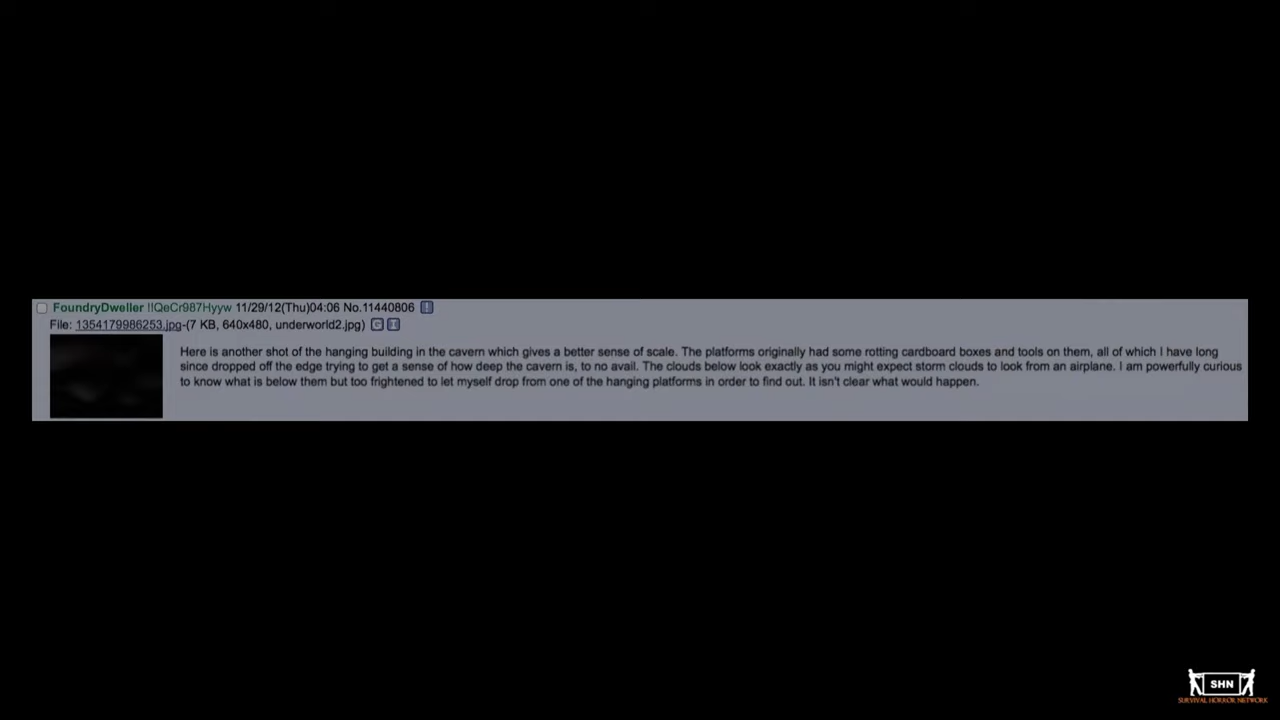 FoundryDweller !!QeCr987Hyyw 11/29/12(Thu)04:06 No.11440806
File: 1354179986253.jpg-(7 KB, 640x480, underworld2.jpg)
Here is another shot of the hanging building in the cavern which gives a better sense of scale. The platforms originally had some rotting cardboard boxes and tools on them, all of which I have long
since dropped off the edge trying to get a sense of how deep the cavern is, to no avail. The clouds below look exactly as you might expect storm clouds to look from an airplane. I am powerfully curious
to know what is below them but too frightened to let myself drop from one of the hanging platforms in order to find out. It isn't clear what would happen.
SHN
SURVIVAL HORROR NETWORK